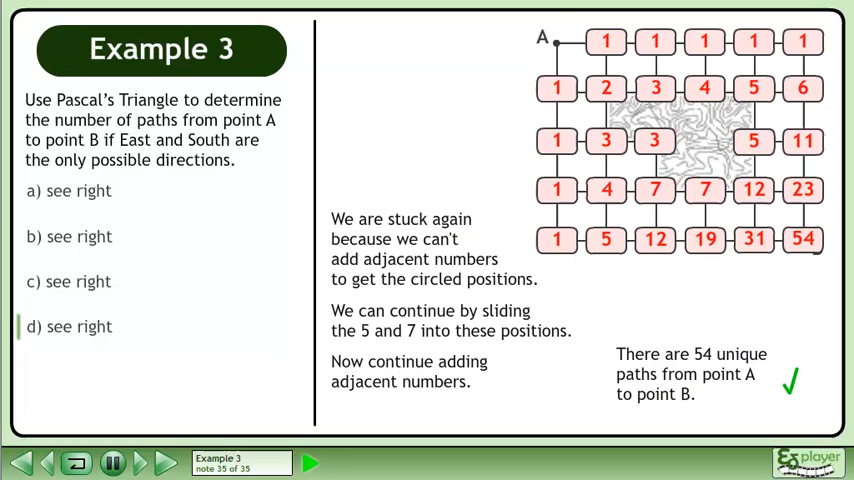 Example 3
Use Pascal's Triangle to determine
the number of paths from point A
to point B if East and South are
the only possible directions.
a) see right
b) see right
c) see right
d) see right
A 1 1 1 1 1
1 2 3 4 5 6
1 3 3 5 11
1 4 7 7 12 23
1 5 12 19 31 54
We are stuck again
because we can't
add adjacent numbers
to get the circled positions.
We can continue by sliding
the 5 and 7 into these positions.
Now continue adding
adjacent numbers.
There are 54 unique
paths from point A
to point B.
Example 3
note 35 of 35
player